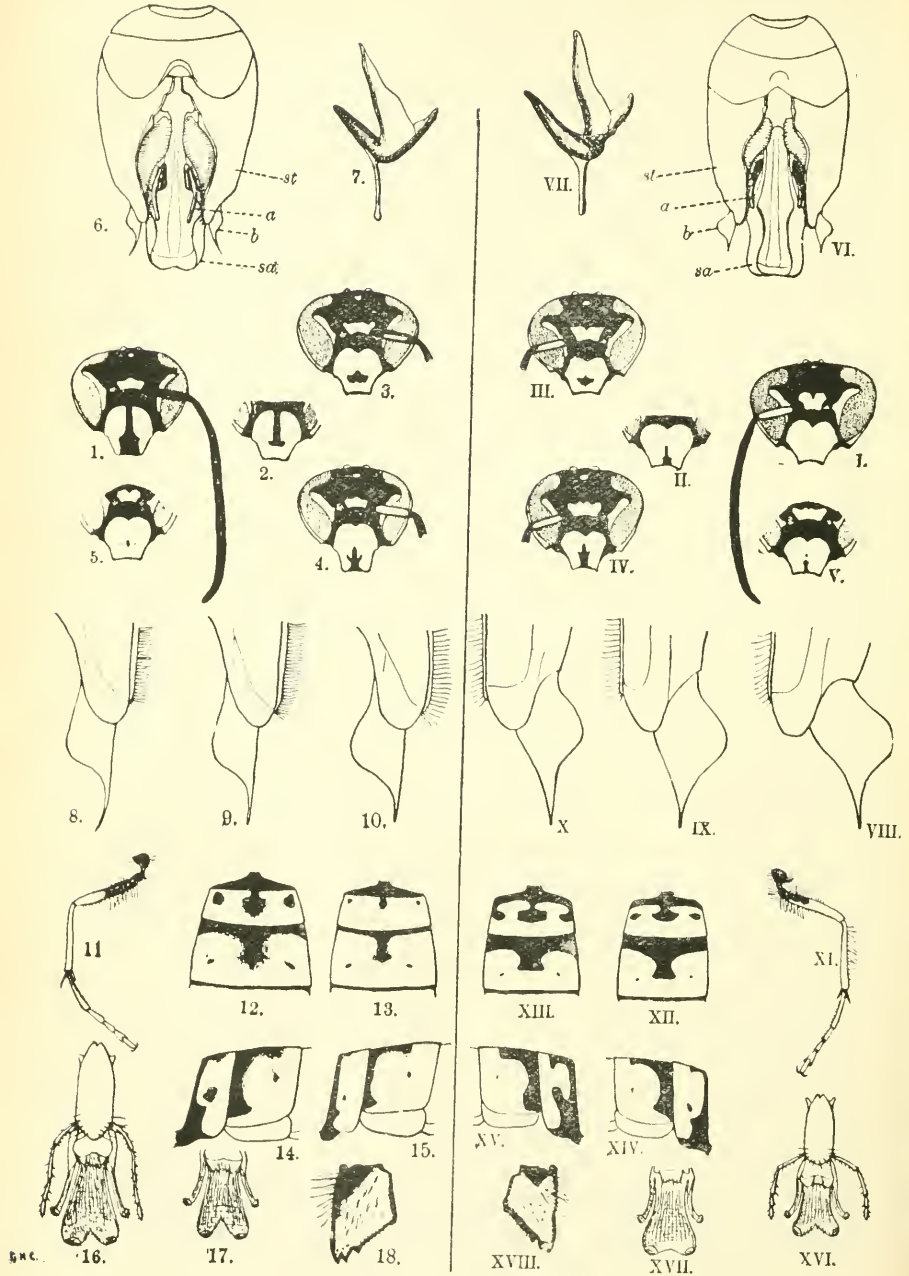 6.
st
a
b
sat.
7.
VII.
st
a
b
sa
VI.
1.
2.
3.
4.
5.
III.
II.
I.
IV.
V.
8.
9.
10.
X
IX.
VIII.
11
12.
13.
XIII.
XII.
XI.
14.
15.
XV.
XIV.
16.
17.
18.
XVIII.
XVII.
XVI.